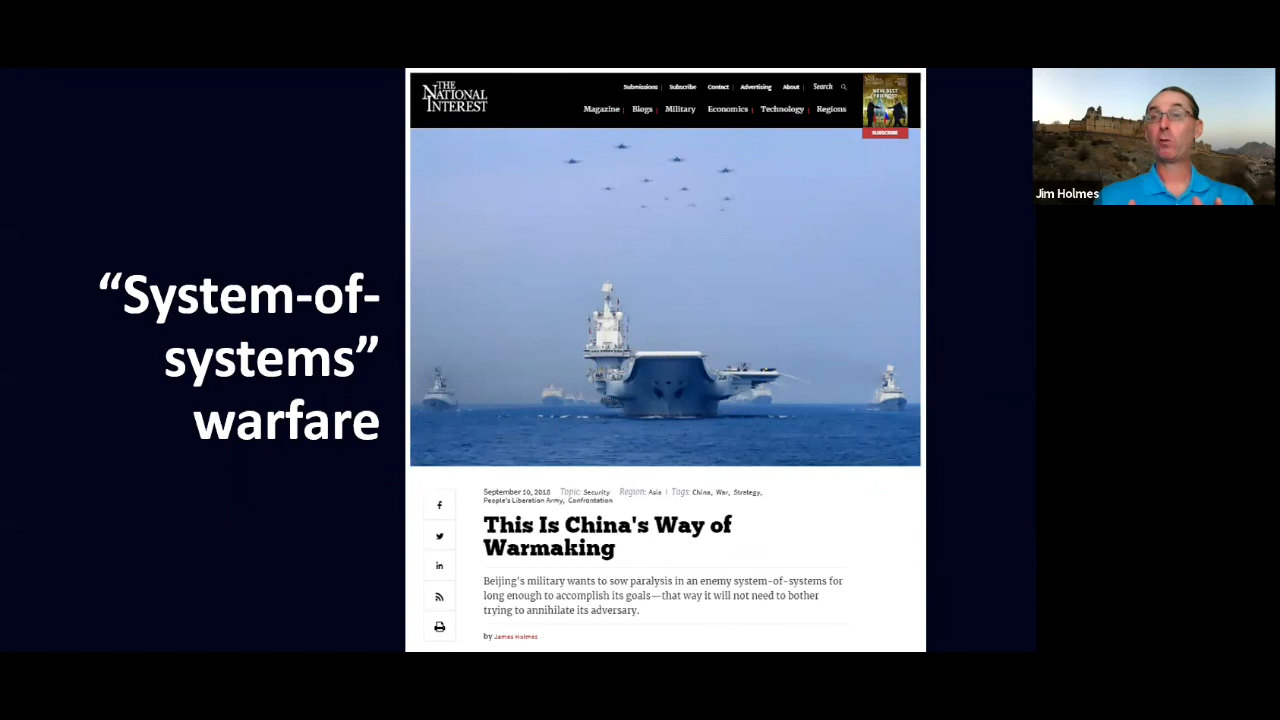 “System-of-
systems”
warfare
THE
NATIONAL
INTEREST
Submissions | Subscribe Contact | Advertising About | Search
Magazine | Blogs | Military Economics | Technology | Regions
NEW BEST
FRIENDS?
SUBSCRIBE
September 10, 2018 Topic: Security Region: Asia | Tags: China, War, Strategy,
People's Liberation Army, Confrontation
This Is China's Way of
Warmaking
Beijing's military wants to sow paralysis in an enemy system-of-systems for
long enough to accomplish its goals—that way it will not need to bother
trying to annihilate its adversary.
by James Holmes
Jim Holmes